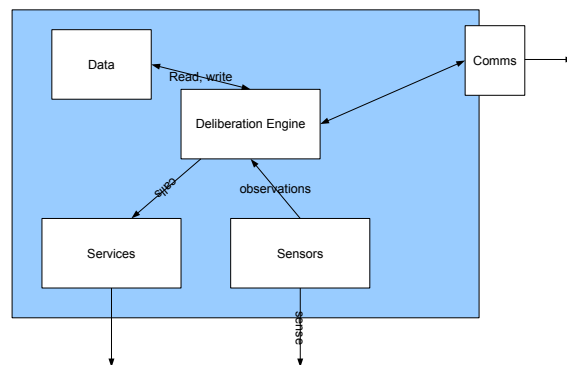 Data
Comms
Read, write
Deliberation Engine
calls
observations
Services
Sensors
sense